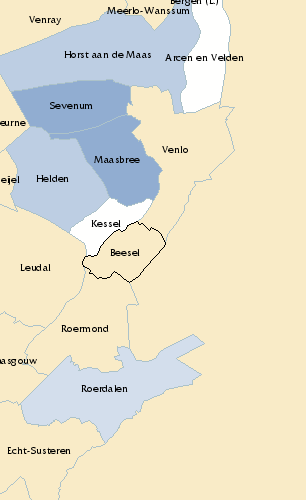 Bergen (L.)
Meerlo-Wanssum
Venray
Horst aan de Maas
Arcen en Velden
Sevenum
eurne
Venlo
Maasbree
eijel
Helden
Kessel
Beesel
Leudal
Roermond
asgouw
Roerdalen
Echt-Susteren